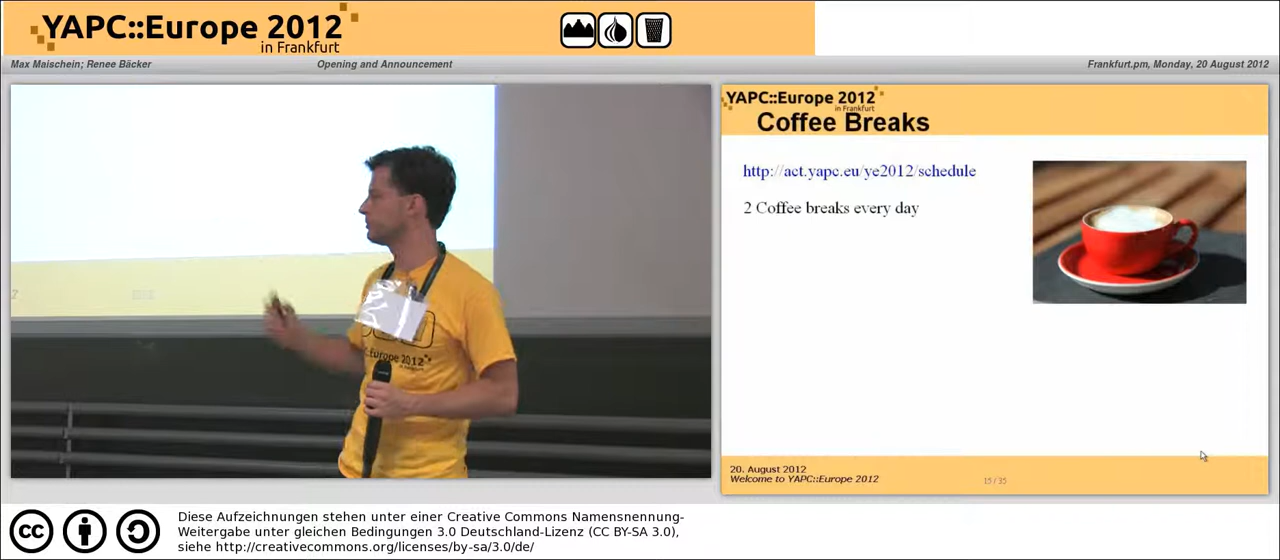 YAPC::Europe 2012
in Frankfurt
Max Maischein; Renee Bäcker
Opening and Announcement
Frankfurt.pm, Monday, 20 August 2012
Europe 2012
YAPC::Europe 2012
in Frankfurt
Coffee Breaks
http://act.yapc.eu/ye2012/schedule
2 Coffee breaks every day
20. August 2012
Welcome to YAPC::Europe 2012
15 / 35
cc
Diese Aufzeichnungen stehen unter einer Creative Commons Namensnennung-
Weitergabe unter gleichen Bedingungen 3.0 Deutschland-Lizenz (CC BY-SA 3.0),
siehe http://creativecommons.org/licenses/by-sa/3.0/de/